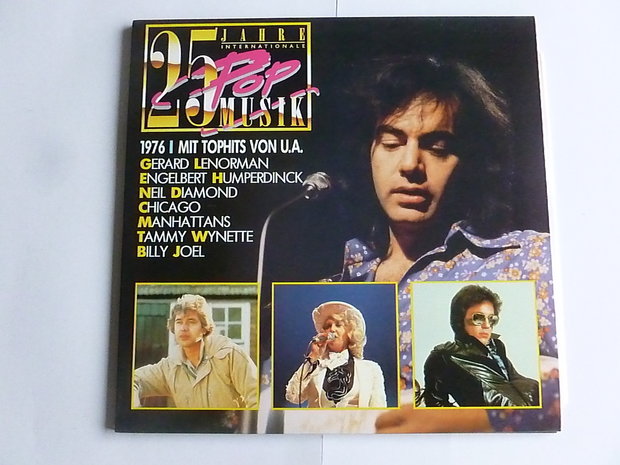 25 JAHRE
INTERNATIONALE
Pop
MUSIK
1976 I MIT TOPHITS VON U.A.
GERARD LENORMAN
ENGELBERT HUMPERDINCK
NEIL DIAMOND
CHICAGO
MANHATTANS
TAMMY WYNETTE
BILLY JOEL